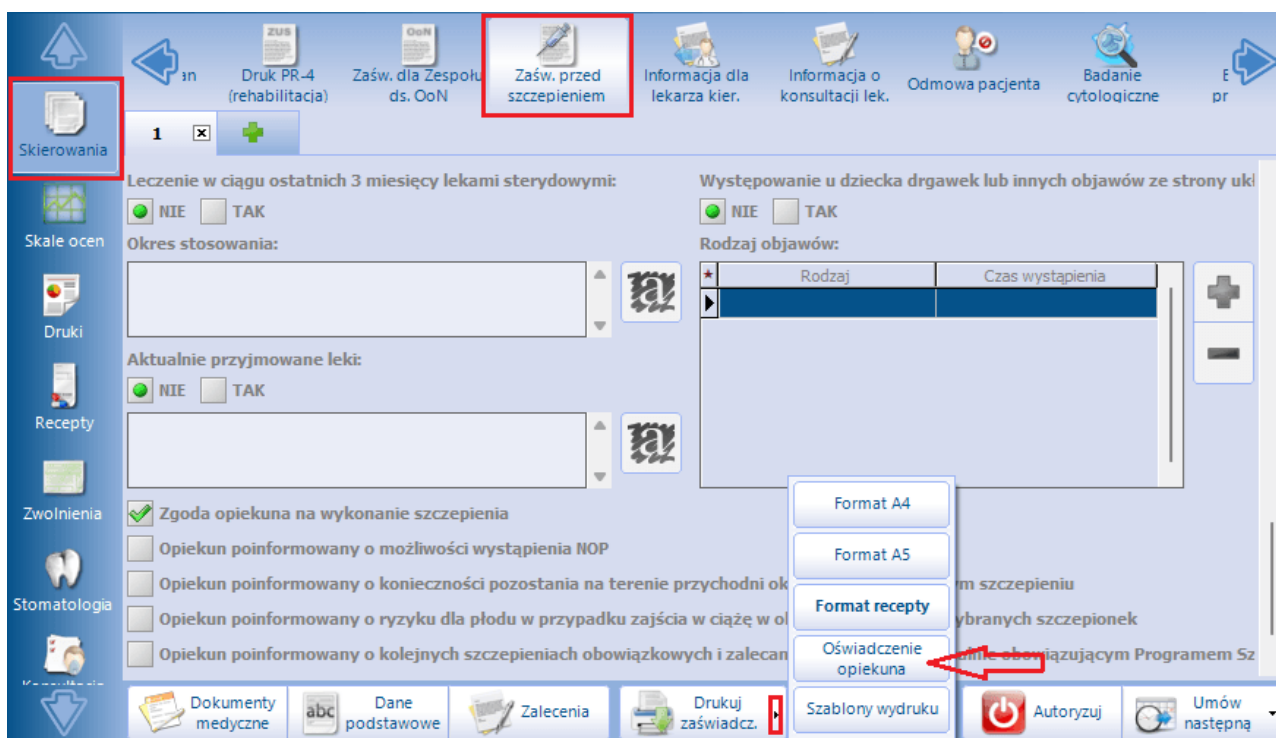 an
ZUS
Druk PR-4
(rehabilitacja)
OoN
Zaśw. dla Zespołu
ds. OoN
Zaśw. przed
szczepieniem
Informacja dla
lekarza kier.
Informacja o
konsultacji lek.
Odmowa pacjenta
Badanie
cytologiczne
pr
Skierowania
1
Skale ocen
Druki
Recepty
Zwolnienia
Stomatologia
Leczenie w ciągu ostatnich 3 miesięcy lekami sterydowymi:
NIE TAK
Okres stosowania:
Aktualnie przyjmowane leki:
NIE TAK
Występowanie u dziecka drgawek lub innych objawów ze strony ukł
NIE TAK
Rodzaj objawów:
Rodzaj Czas wystąpienia
Zgoda opiekuna na wykonanie szczepienia
Opiekun poinformowany o możliwości wystąpienia NOP
Opiekun poinformowany o konieczności pozostania na terenie przychodni ok m szczepieniu
Opiekun poinformowany o ryzyku dla płodu w przypadku zajścia w ciążę w ol ybranych szczepionek
Opiekun poinformowany o kolejnych szczepieniach obowiązkowych i zalecan obowiązującym Programem Sz
Format A4
Format A5
Format recepty
Oświadczenie
opiekuna
Szablony wydruku
Dokumenty
medyczne
abc
Dane
podstawowe
Zalecenia
Drukuj
zaświadcz.
Autoryzuj
Umów
następną